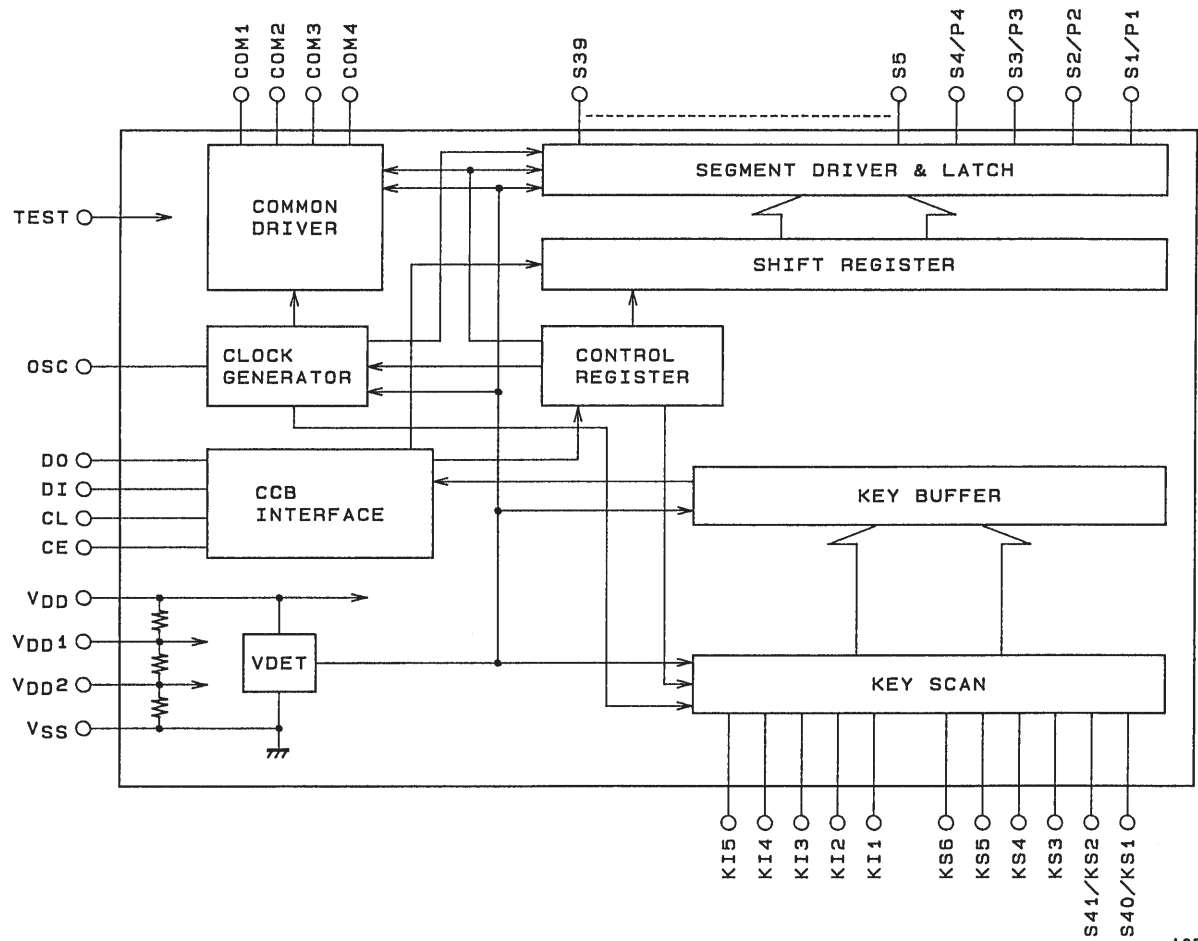 COM1
COM2
COM3
COM4
S39
S5
S4/P4
S3/P3
S2/P2
S1/P1
SEGMENT DRIVER & LATCH
COMMON
DRIVER
TEST
SHIFT REGISTER
OSC
CLOCK
GENERATOR
CONTROL
REGISTER
DO
DI
CL
CE
CCB
INTERFACE
KEY BUFFER
VDD
VDD1
VDD2
VSS
VDET
KEY SCAN
KI5
KI4
KI3
KI2
KI1
KS6
KS5
KS4
KS3
S41/KS2
S40/KS1